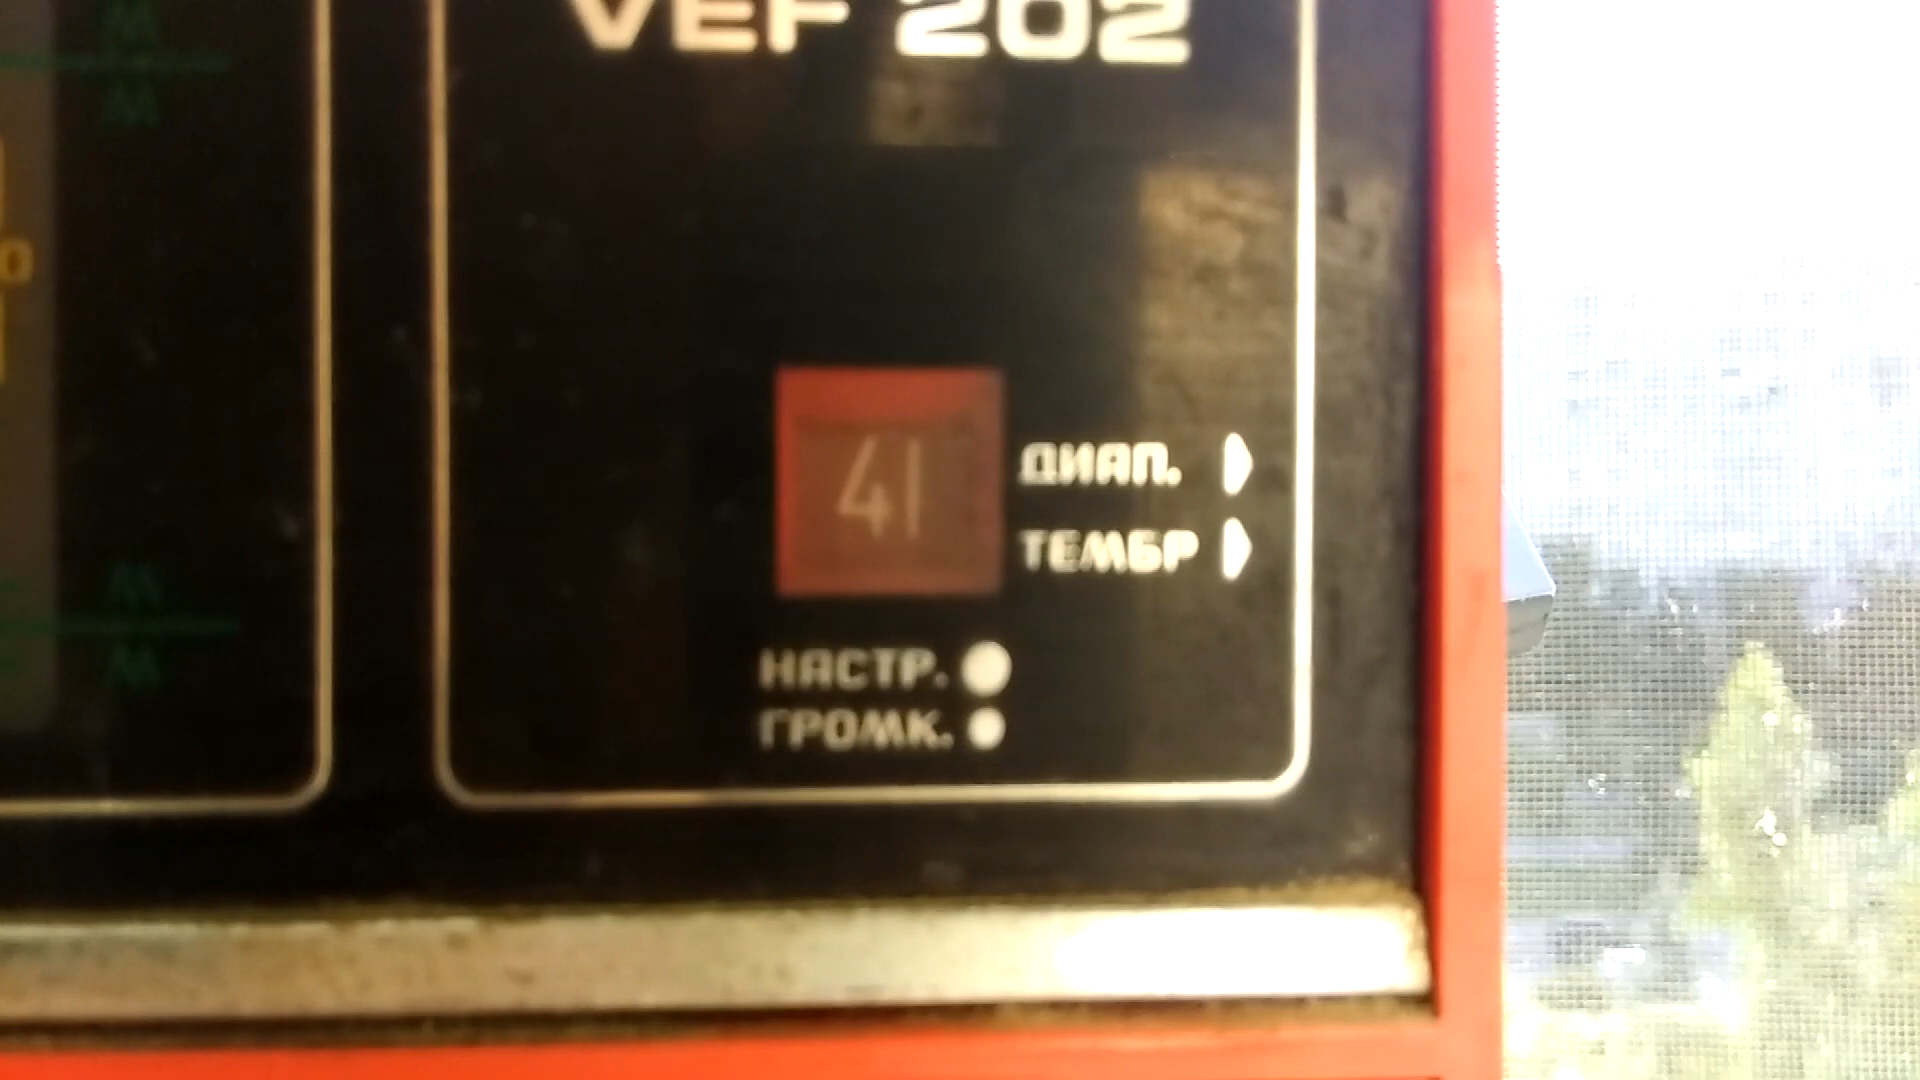 VEF 202
41
ДИАП.
ТЕМБР
НАСТР.
ГРОМК.